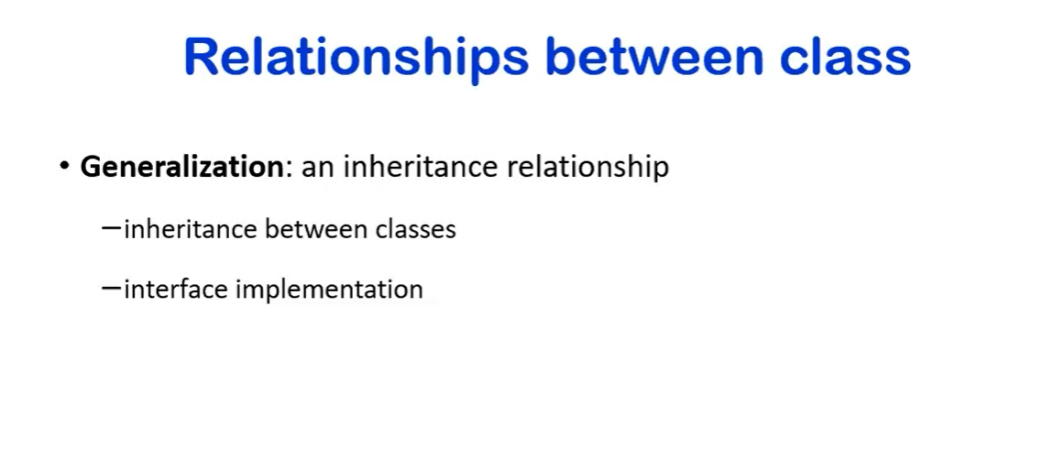 Relationships between class
• Generalization: an inheritance relationship
–inheritance between classes
–interface implementation